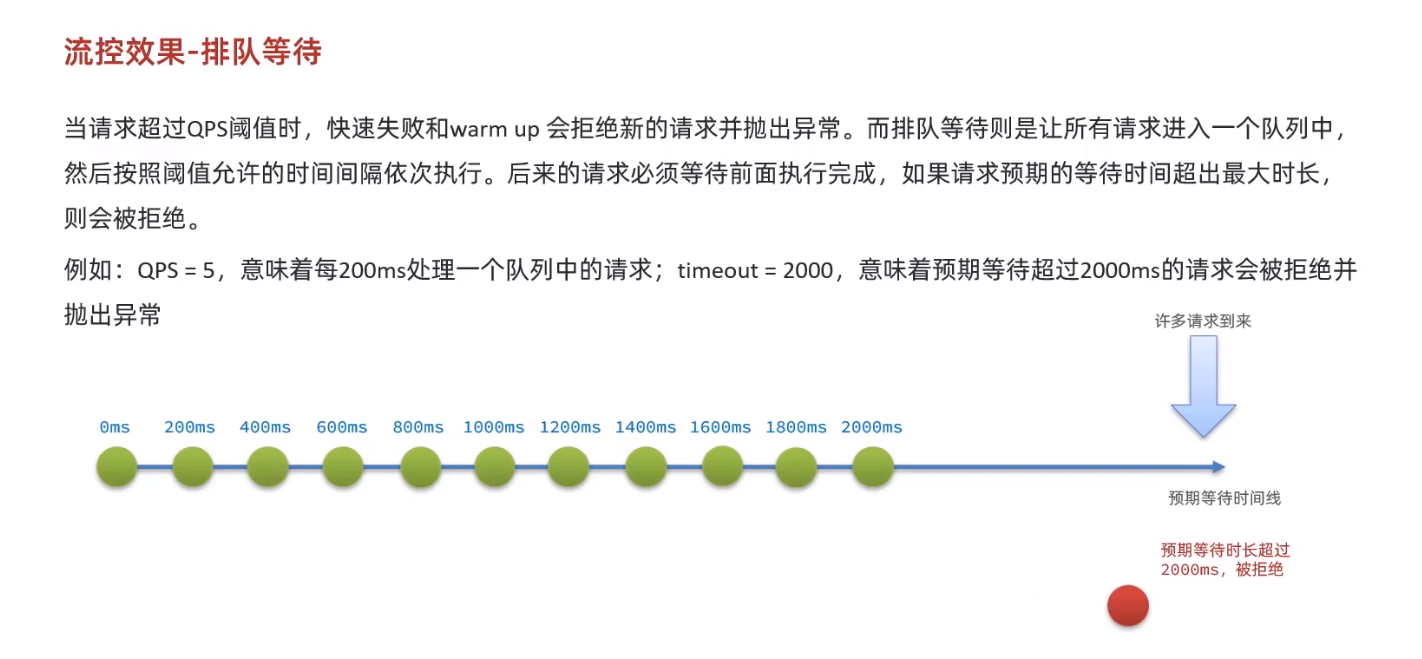 流控效果-排队等待
当请求超过QPS阈值时，快速失败和warm up 会拒绝新的请求并抛出异常。而排队等待则是让所有请求进入一个队列中，
然后按照阈值允许的时间间隔依次执行。后来的请求必须等待前面执行完成，如果请求预期的等待时间超出最大时长，
则会被拒绝。
例如：QPS = 5，意味着每200ms处理一个队列中的请求；timeout = 2000，意味着预期等待超过2000ms的请求会被拒绝并
抛出异常
许多请求到来
0ms 200ms 400ms 600ms 800ms 1000ms 1200ms 1400ms 1600ms 1800ms 2000ms
预期等待时间线
预期等待时长超过
2000ms，被拒绝